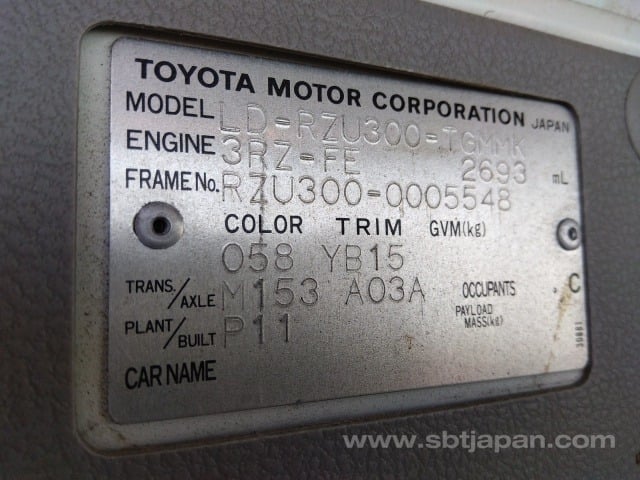 TOYOTA MOTOR CORPORATION JAPAN
MODEL LD-RZU300-TGMMK
ENGINE 3RZ-FE 2693 mL
FRAME No. RZU300-0005548
COLOR TRIM GVM(kg)
058 YB15
TRANS./AXLE M153 A03A OCCUPANTS C
PLANT/BUILT P11 PAYLOAD MASS(kg)
CAR NAME
www.sbtjapan.com